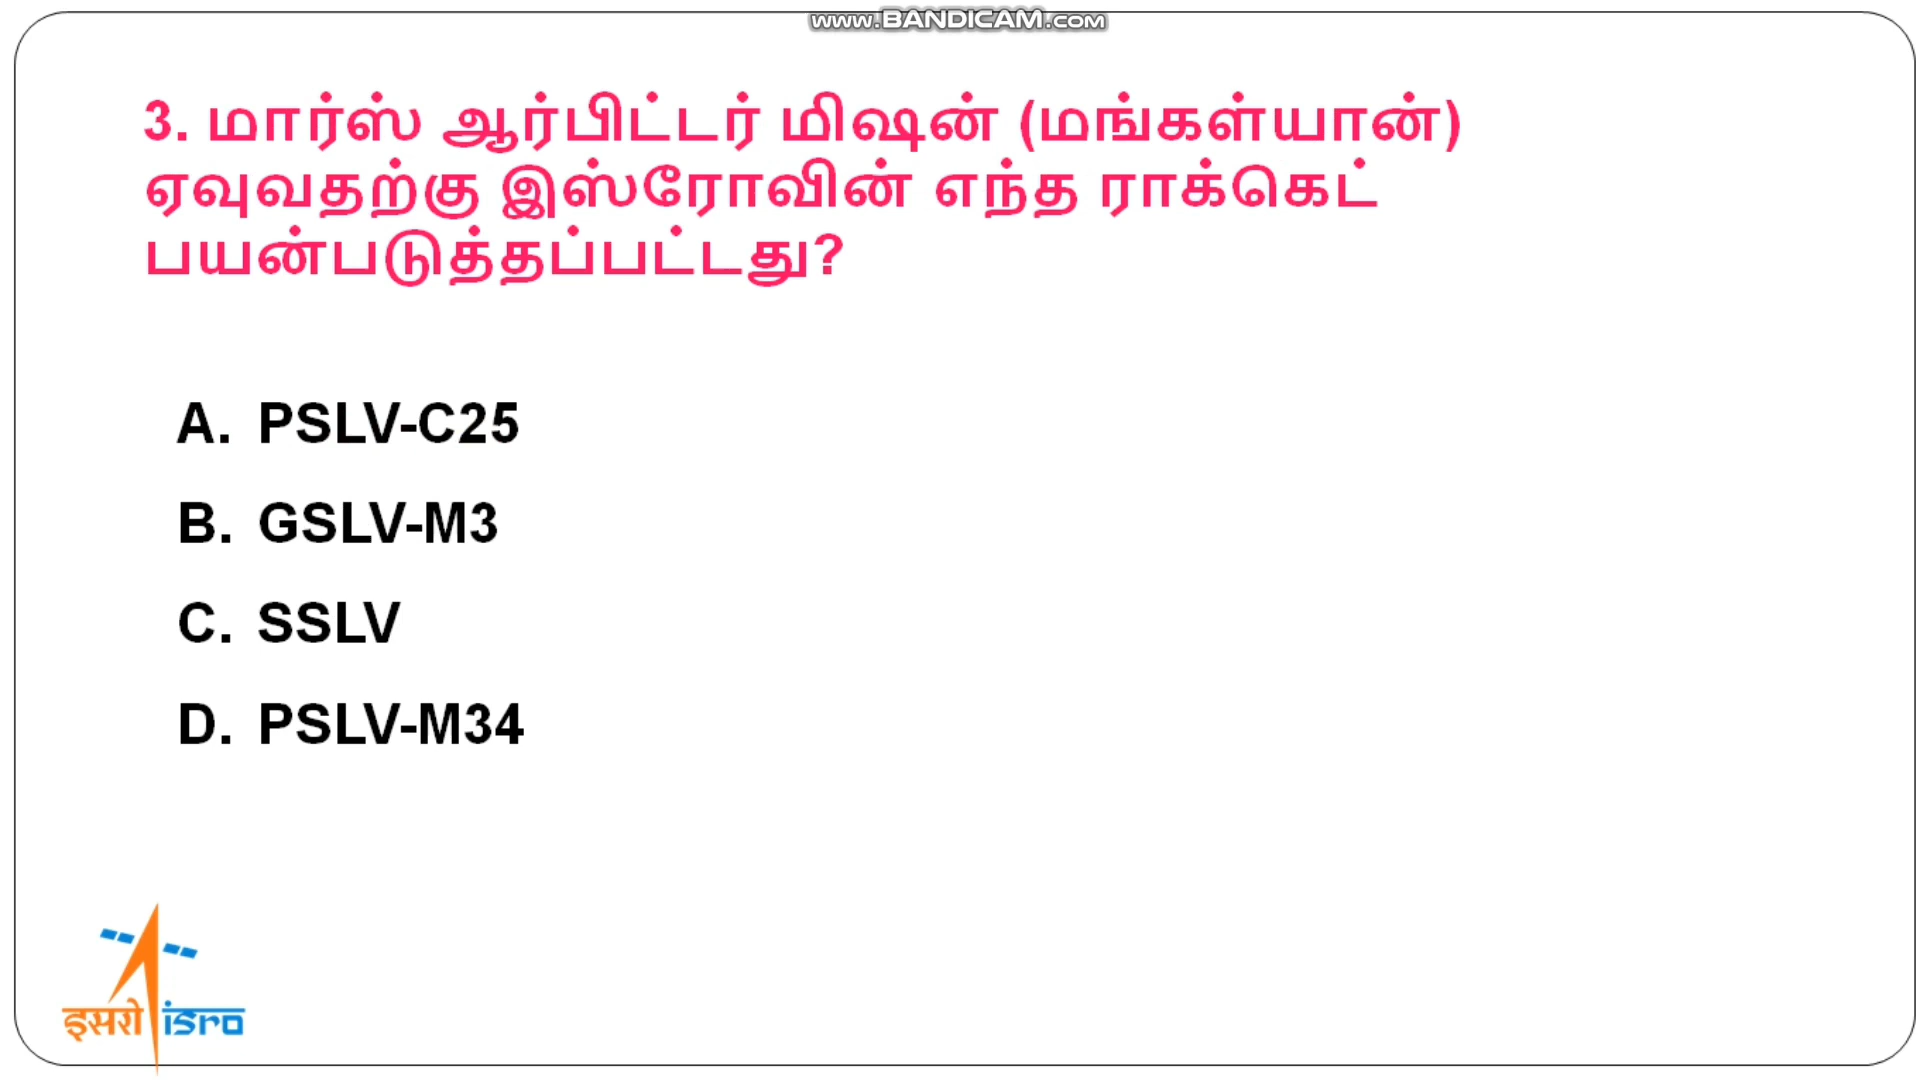 www.BANDICAM.com
3. மார்ஸ் ஆர்பிட்டர் மிஷன் (மங்கள்யான்)
ஏவுவதற்கு இஸ்ரோவின் எந்த ராக்கெட்
பயன்படுத்தப்பட்டது?
A. PSLV-C25
B. GSLV-M3
C. SSLV
D. PSLV-M34
इसरो isro